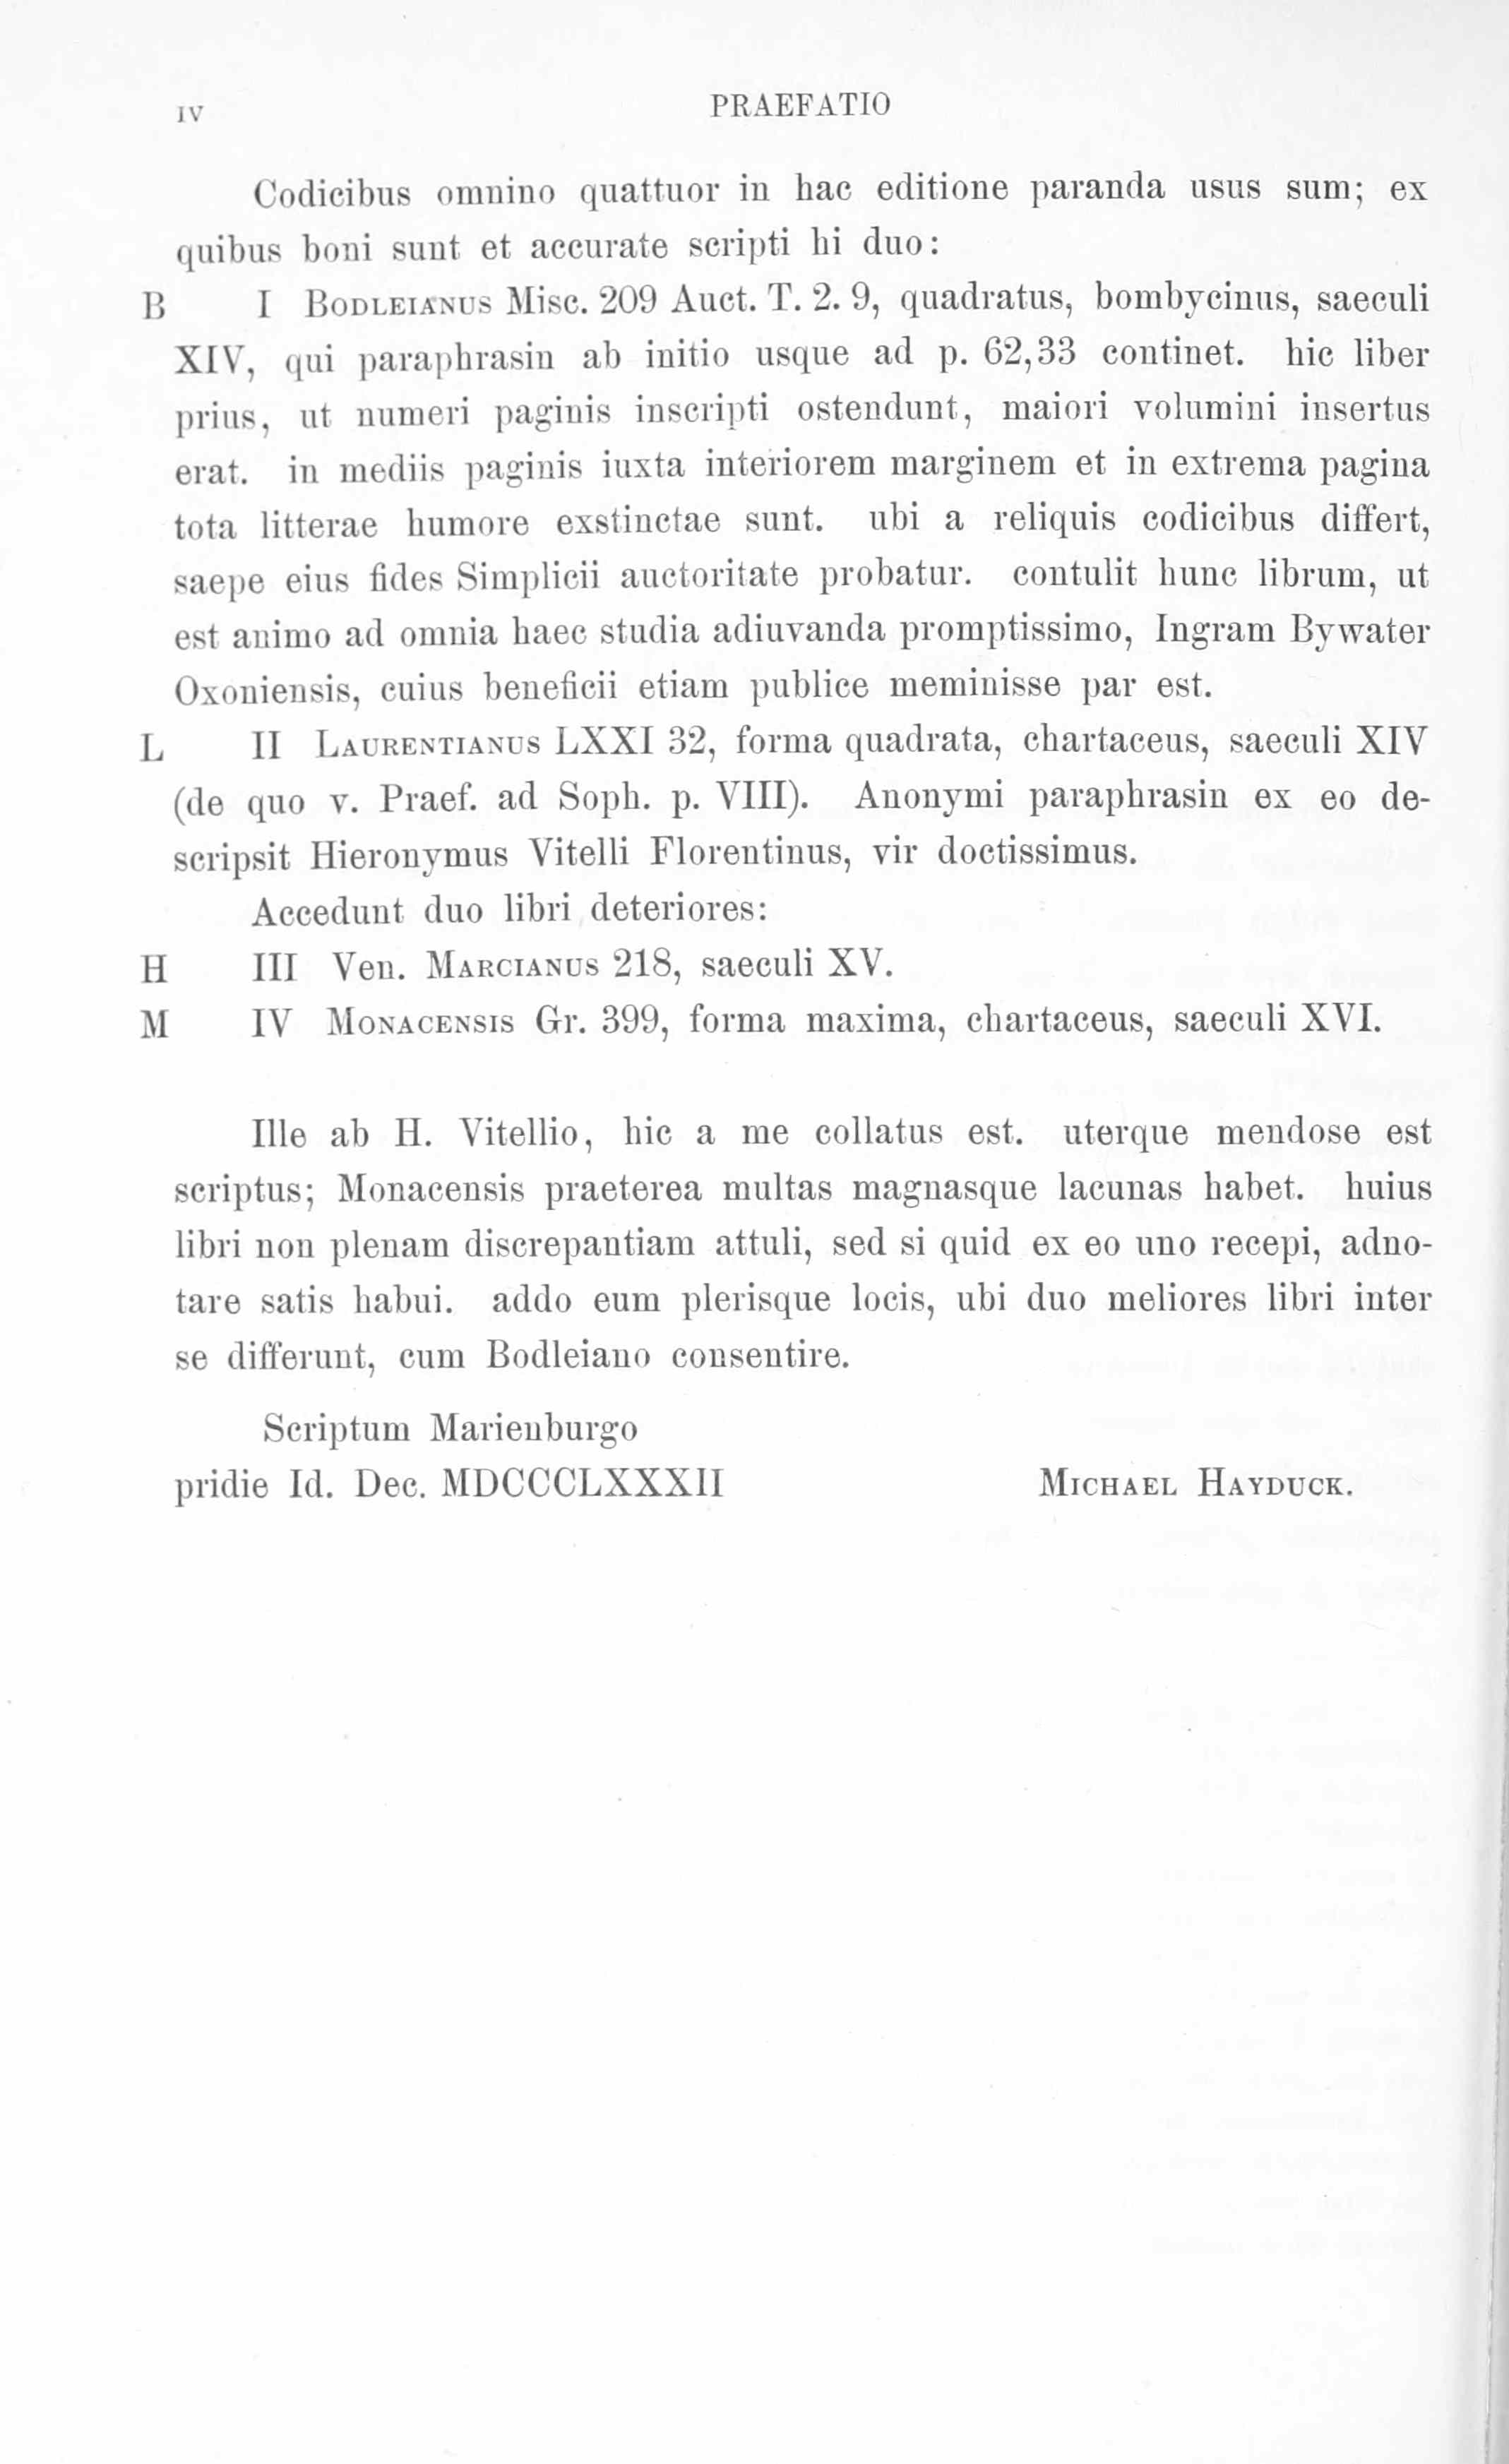 IV PRAEFATIO
Codicibus omnino quattuor in hac editione paranda usus sum; ex
quibus boni sunt et accurate scripti hi duo:
B I BODLEIANUS Misc. 209 Auct. T. 2. 9, quadratus, bombycinus, saeculi
XIV, qui paraphrasin ab initio usque ad p. 62,33 continet. hic liber
prius, ut numeri paginis inscripti ostendunt, maiori volumini insertus
erat. in mediis paginis iuxta interiorem marginem et in extrema pagina
tota litterae humore exstinctae sunt. ubi a reliquis codicibus differt,
saepe eius fides Simplicii auctoritate probatur. contulit hunc librum, ut
est animo ad omnia haec studia adiuvanda promptissimo, Ingram Bywater
Oxoniensis, cuius beneficii etiam publice meminisse par est.
L II LAURENTIANUS LXXI 32, forma quadrata, chartaceus, saeculi XIV
(de quo v. Praef. ad Soph. p. VIII). Anonymi paraphrasin ex eo de-
scripsit Hieronymus Vitelli Florentinus, vir doctissimus.
Accedunt duo libri deteriores:
H III Ven. MARCIANUS 218, saeculi XV.
M IV MONACENSIS Gr. 399, forma maxima, chartaceus, saeculi XVI.
Ille ab H. Vitellio, hic a me collatus est. uterque mendose est
scriptus; Monacensis praeterea multas magnasque lacunas habet. huius
libri non plenam discrepantiam attuli, sed si quid ex eo uno recepi, adno-
tare satis habui. addo eum plerisque locis, ubi duo meliores libri inter
se differunt, cum Bodleiano consentire.
Scriptum Marienburgo
pridie Id. Dec. MDCCCLXXXII MICHAEL HAYDUCK.